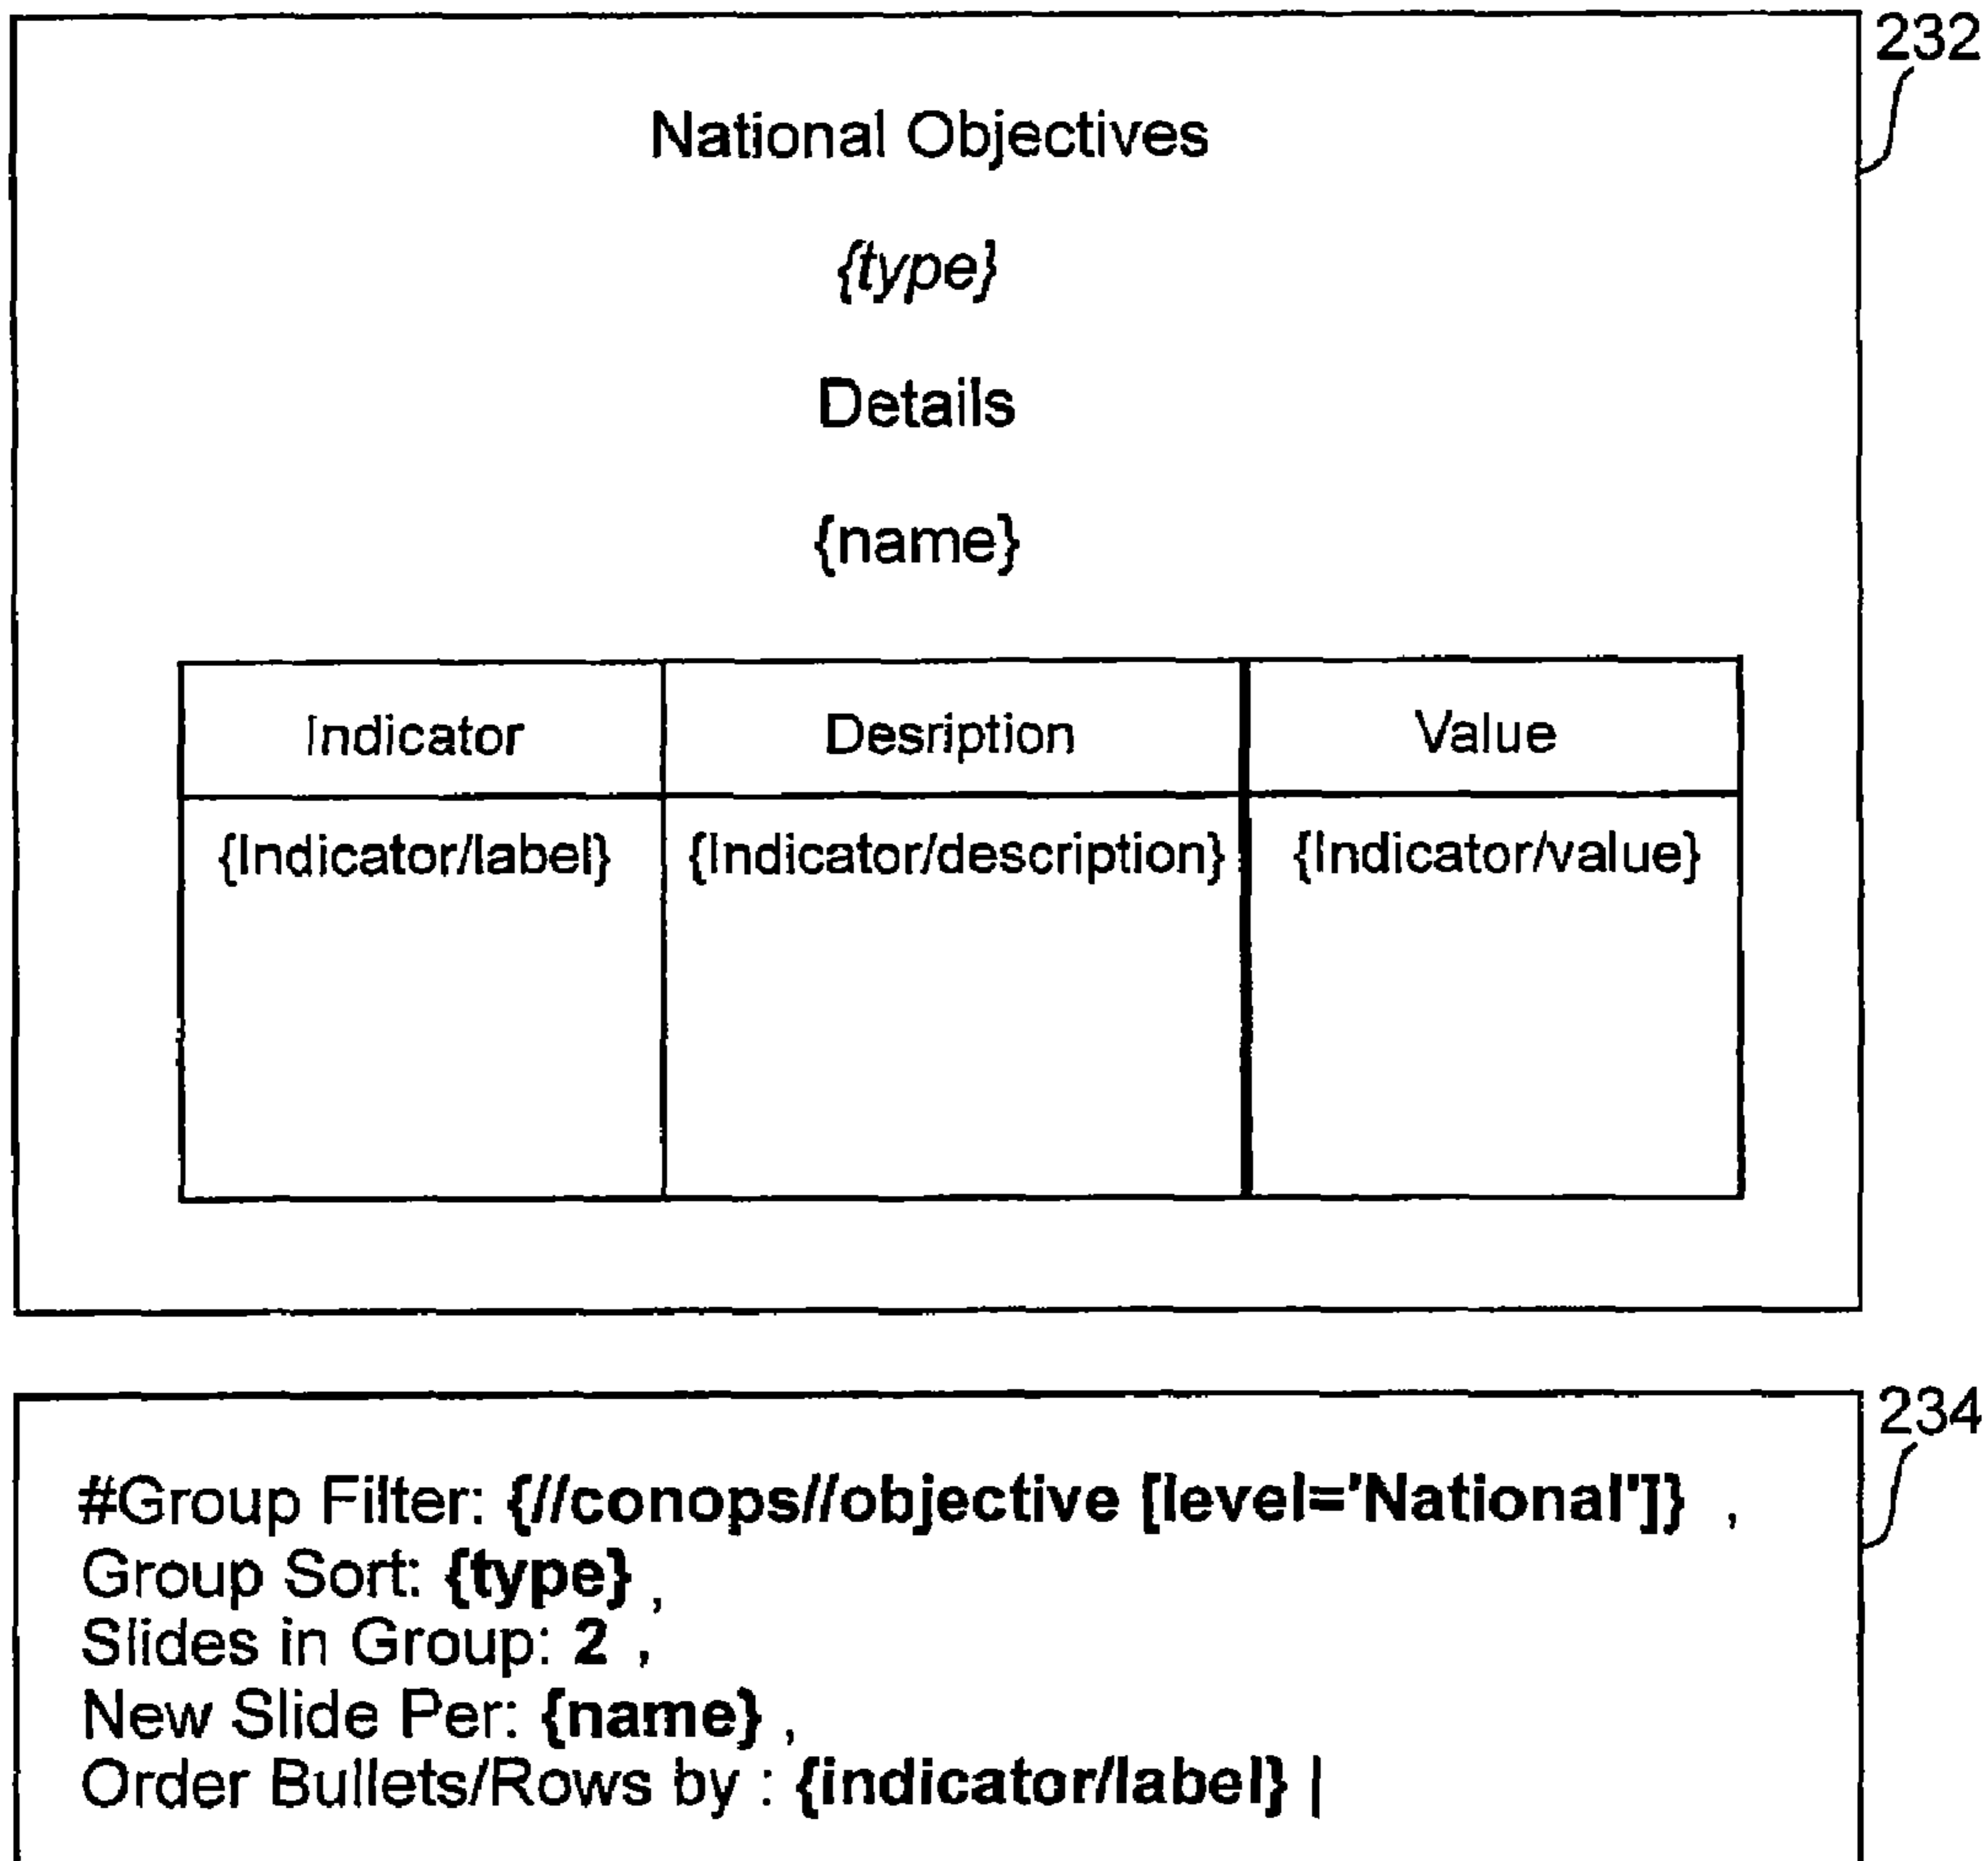 232
National Objectives
{type}
Details
{name}
Indicator Desription Value
{Indicator/label} {Indicator/description} {Indicator/value}
234
#Group Filter: {//conops//objective [level='National']} ,
Group Sort: {type} ,
Slides in Group: 2 ,
New Slide Per: {name} ,
Order Bullets/Rows by : {indicator/label} |